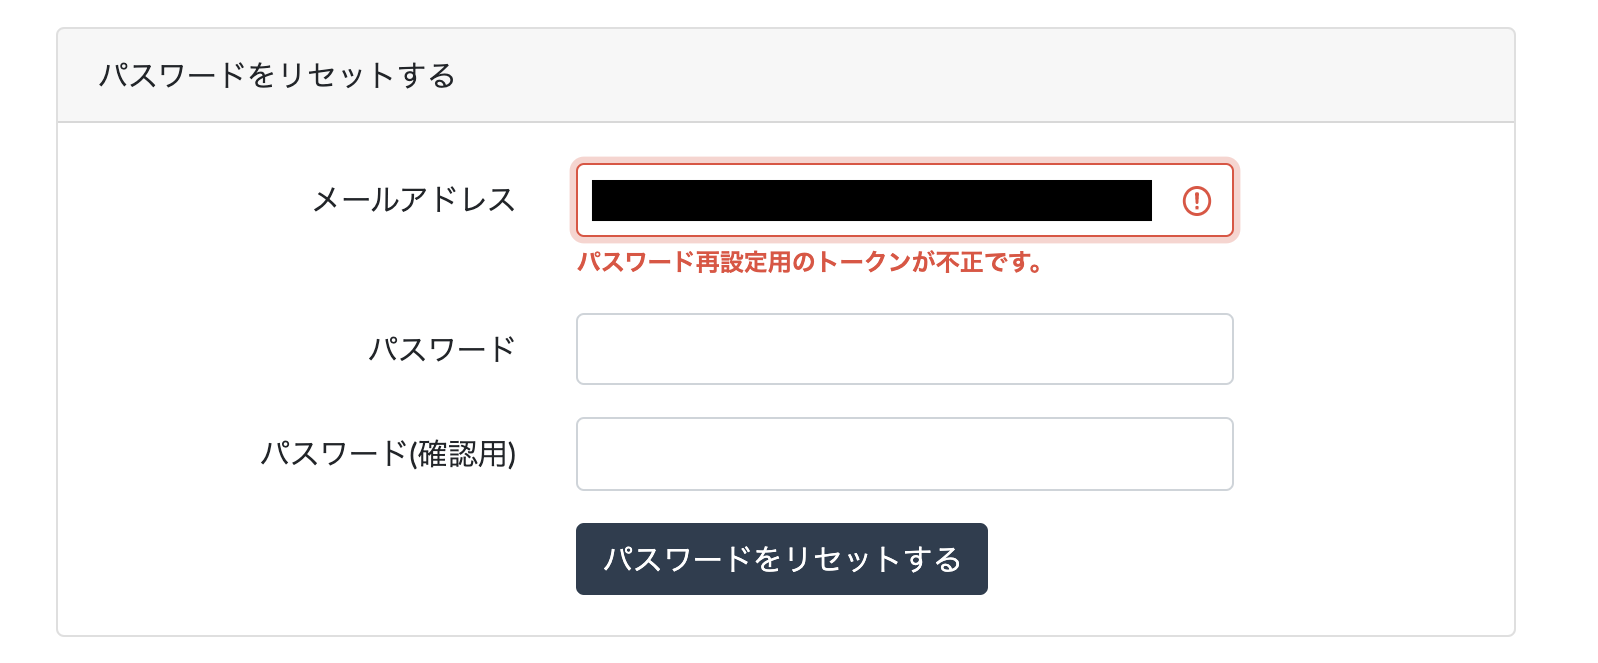 パスワードをリセットする
メールアドレス
パスワード再設定用のトークンが不正です。
パスワード
パスワード(確認用)
パスワードをリセットする